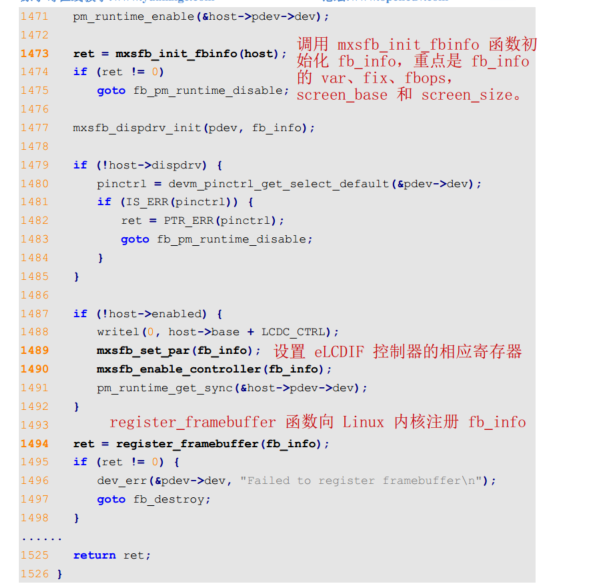 1471 pm_runtime_enable(&host->pdev->dev);
1472
1473 ret = mxsfb_init_fbinfo(host);
调用 mxsfb_init_fbinfo 函数初
始化 fb_info，重点是 fb_info
的 var、fix、fbops，
screen_base 和 screen_size。
1474 if (ret != 0)
1475 goto fb_pm_runtime_disable;
1476
1477 mxsfb_dispdrv_init(pdev, fb_info);
1478
1479 if (!host->dispdrv) {
1480 pinctrl = devm_pinctrl_get_select_default(&pdev->dev);
1481 if (IS_ERR(pinctrl)) {
1482 ret = PTR_ERR(pinctrl);
1483 goto fb_pm_runtime_disable;
1484 }
1485 }
1486
1487 if (!host->enabled) {
1488 writel(0, host->base + LCDC_CTRL);
1489 mxsfb_set_par(fb_info); 设置 eLCDIF 控制器的相应寄存器
1490 mxsfb_enable_controller(fb_info);
1491 pm_runtime_get_sync(&host->pdev->dev);
1492 }
1493 register_framebuffer 函数向 Linux 内核注册 fb_info
1494 ret = register_framebuffer(fb_info);
1495 if (ret != 0) {
1496 dev_err(&pdev->dev, "Failed to register framebuffer\n");
1497 goto fb_destroy;
1498 }
......
1525 return ret;
1526 }